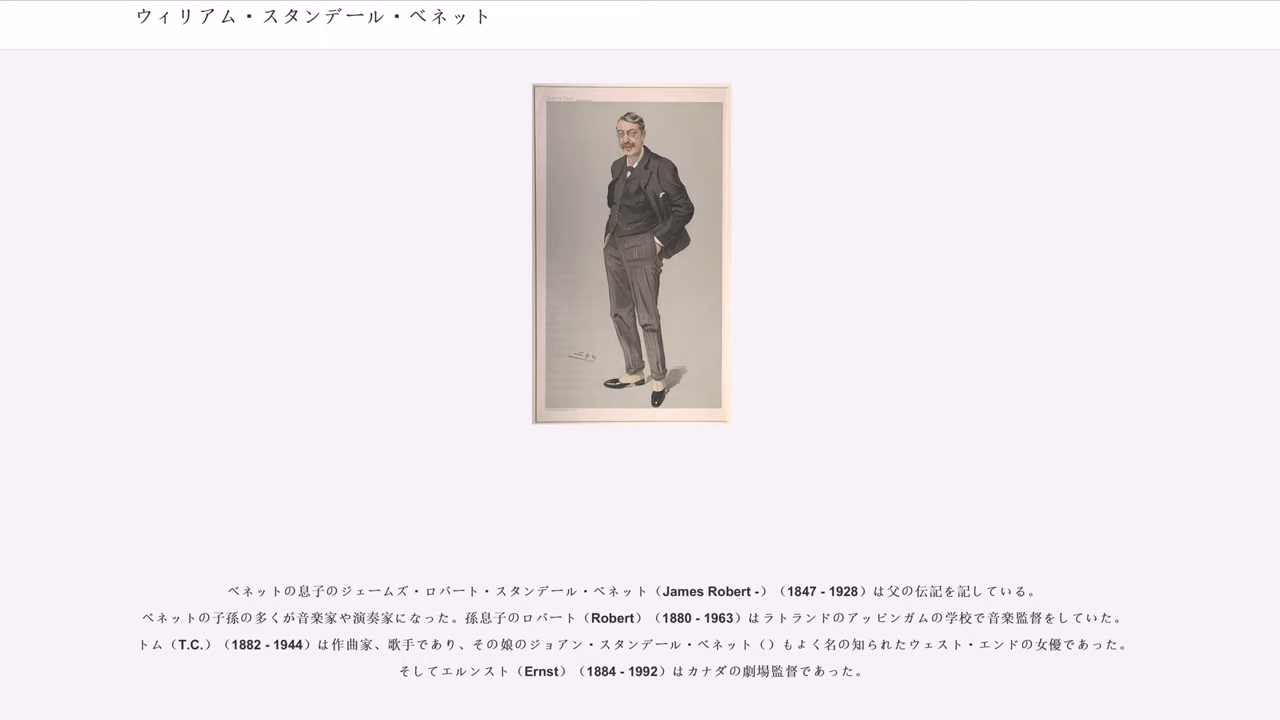 ウィリアム・スタンデール・ベネット
ベネットの息子のジェームズ・ロバート・スタンデール・ベネット（James Robert -）（1847 - 1928）は父の伝記を記している。
ベネットの子孫の多くが音楽家や演奏家になった。孫息子のロバート（Robert）（1880 - 1963）はラトランドのアッピンガムの学校で音楽監督をしていた。
トム（T.C.）（1882 - 1944）は作曲家、歌手であり、その娘のジョアン・スタンデール・ベネット（）もよく名の知られたウェスト・エンドの女優であった。
そしてエルンスト（Ernst）（1884 - 1992）はカナダの劇場監督であった。